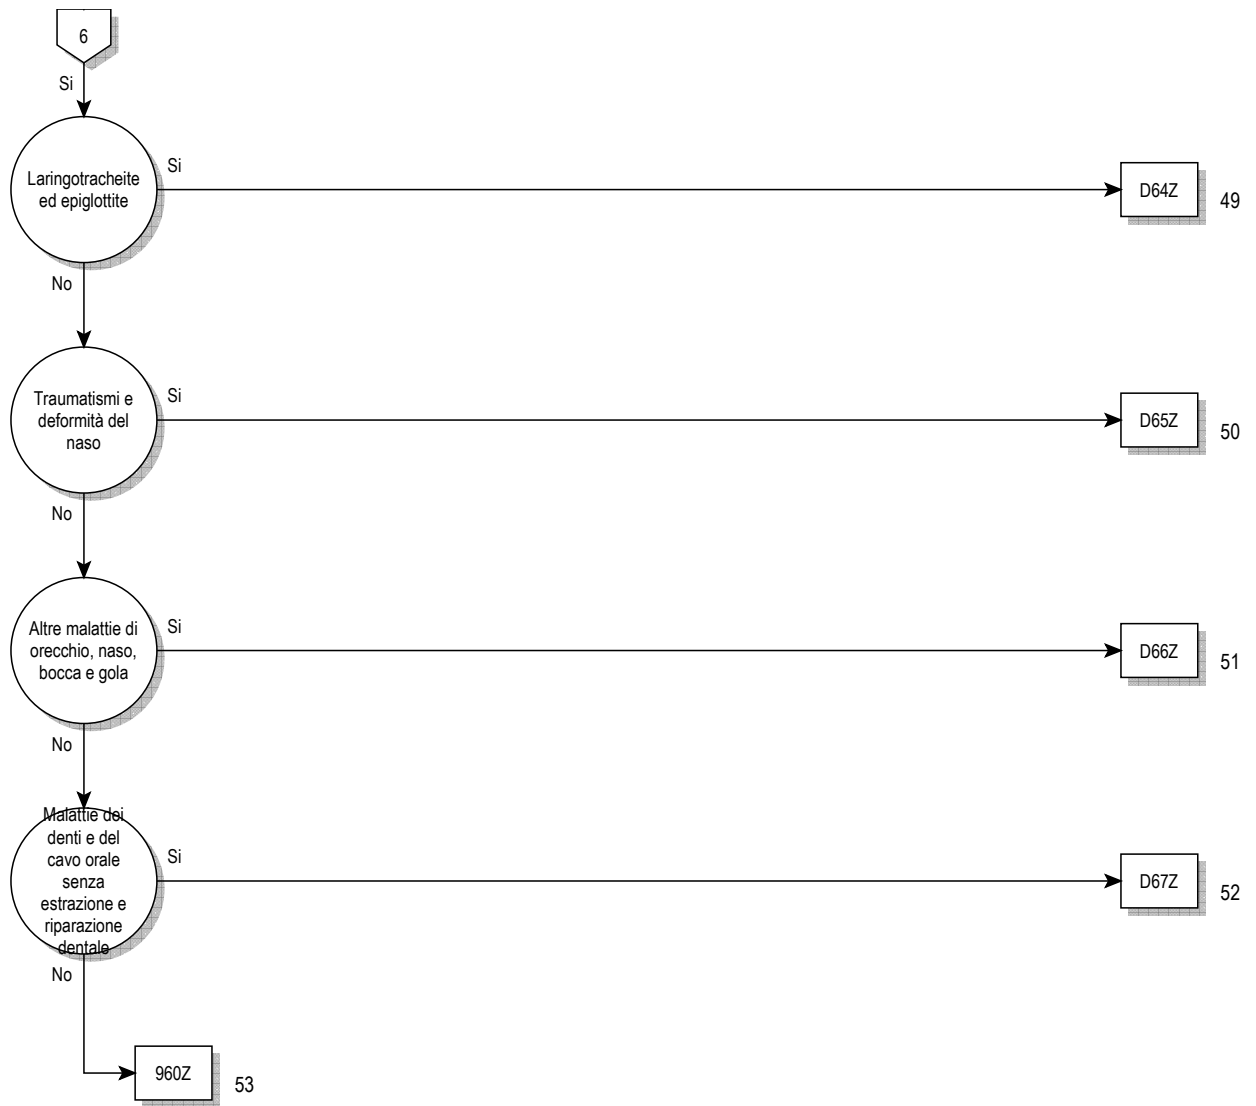 6
Si
Laringotracheite
ed epiglottite
Si
D64Z
49
No
Traumatismi e
deformità del
naso
Si
D65Z
50
No
Altre malattie di
orecchio, naso,
bocca e gola
Si
D66Z
51
No
Malattie dei
denti e del
cavo orale
senza
estrazione e
riparazione
dentale
Si
D67Z
52
No
960Z
53